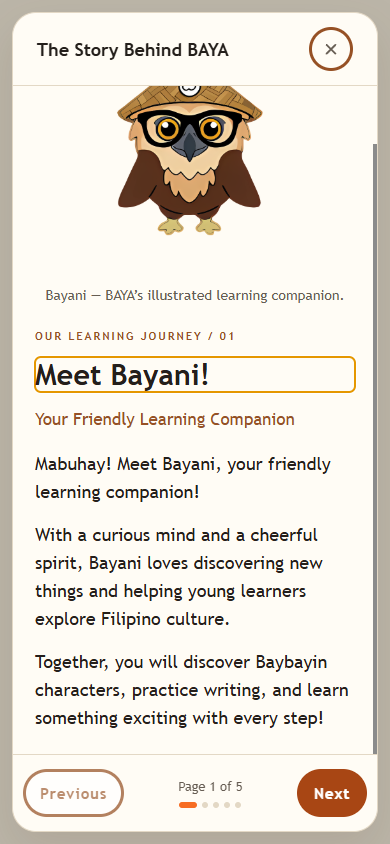 The Story Behind BAYA
Bayani — BAYA's illustrated learning companion.
OUR LEARNING JOURNEY / 01
Meet Bayani!
Your Friendly Learning Companion
Mabuhay! Meet Bayani, your friendly
learning companion!
With a curious mind and a cheerful
spirit, Bayani loves discovering new
things and helping young learners
explore Filipino culture.
Together, you will discover Baybayin
characters, practice writing, and learn
something exciting with every step!
Previous
Page 1 of 5
Next